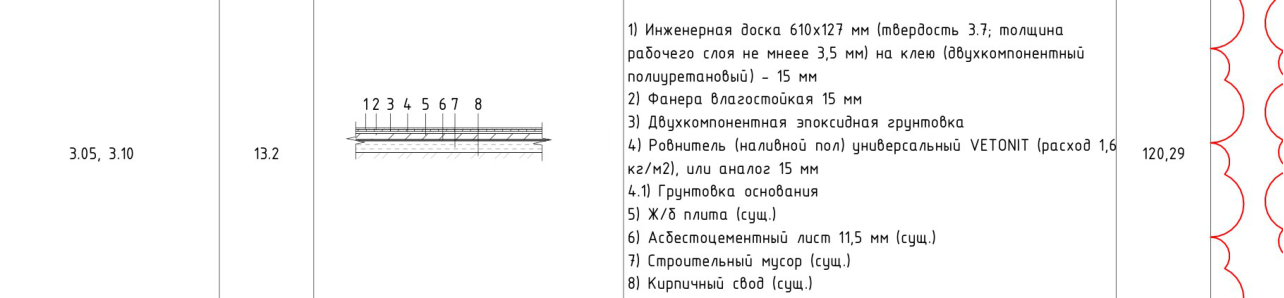 1) Инженерная доска 610х127 мм (твердость 3.7; толщина
рабочего слоя не мнеее 3,5 мм) на клею (двухкомпонентный
полиуретановый) - 15 мм
2) Фанера влагостойкая 15 мм
1 2 3 4 5 6 7 8
3) Двухкомпонентная эпоксидная грунтовка
3.05, 3.10
13.2
4) Ровнитель (наливной пол) универсальный VETONIT (расход 1,6
120,29
кг/м2), или аналог 15 мм
4.1) Грунтовка основания
5) Ж/б плита (сущ.)
6) Асбестоцементный лист 11,5 мм (сущ.)
7) Строительный мусор (сущ.)
8) Кирпичный свод (сущ.)